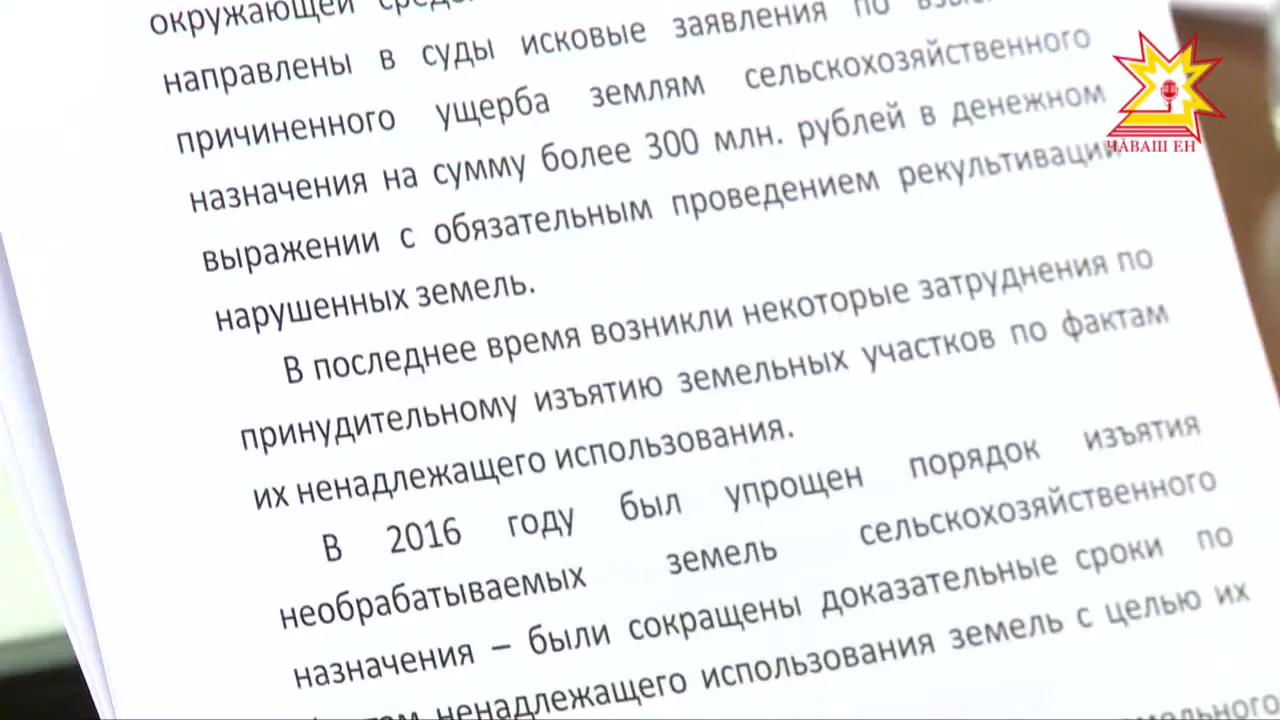 окружающей
направлены в суды исковые заявления по
причиненного ущерба землям сельскохозяйственного
назначения на сумму более 300 млн. рублей в денежном
выражении с обязательным проведением рекультивации
нарушенных земель.
В последнее время возникли некоторые затруднения по
принудительному изъятию земельных участков по фактам
их ненадлежащего использования.
В 2016 году был упрощен порядок изъятия
необрабатываемых земель сельскохозяйственного
назначения – были сокращены доказательные сроки по
ненадлежащего использования земель с целью их
ЧӐВАШ ЕН